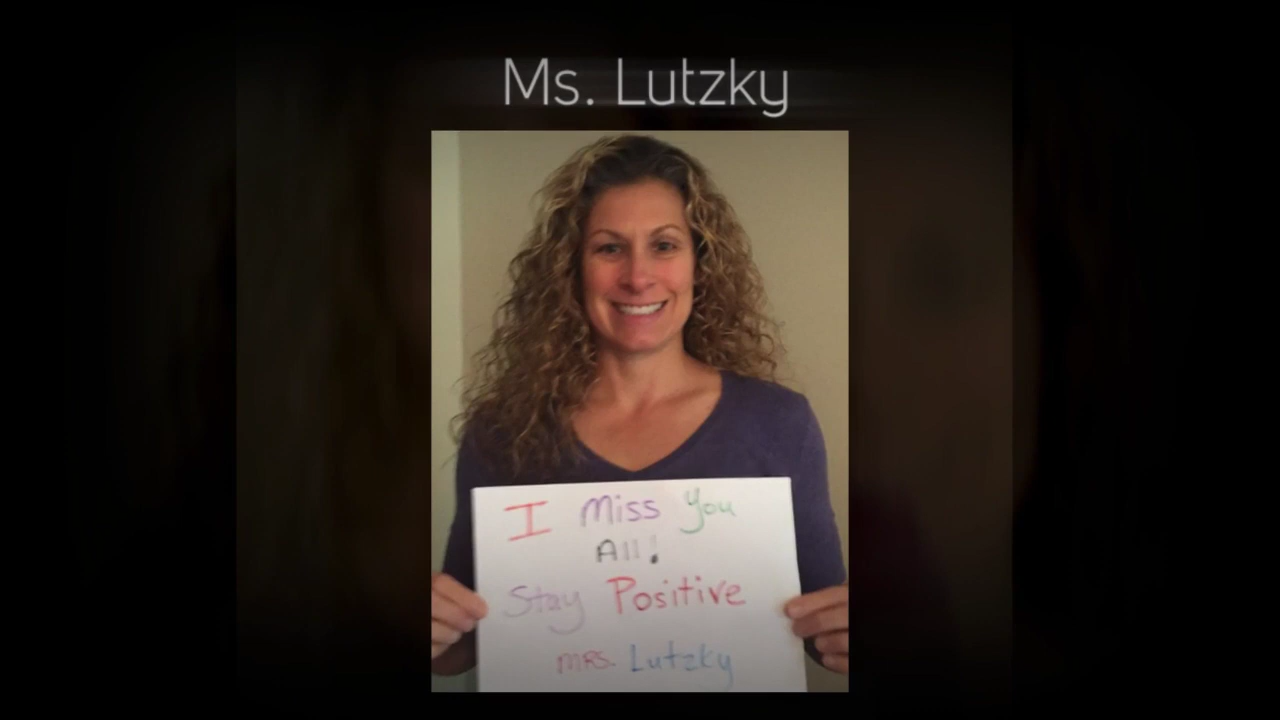 Ms. Lutzky
I Miss You
All!
Stay Positive
MRS. Lutzky